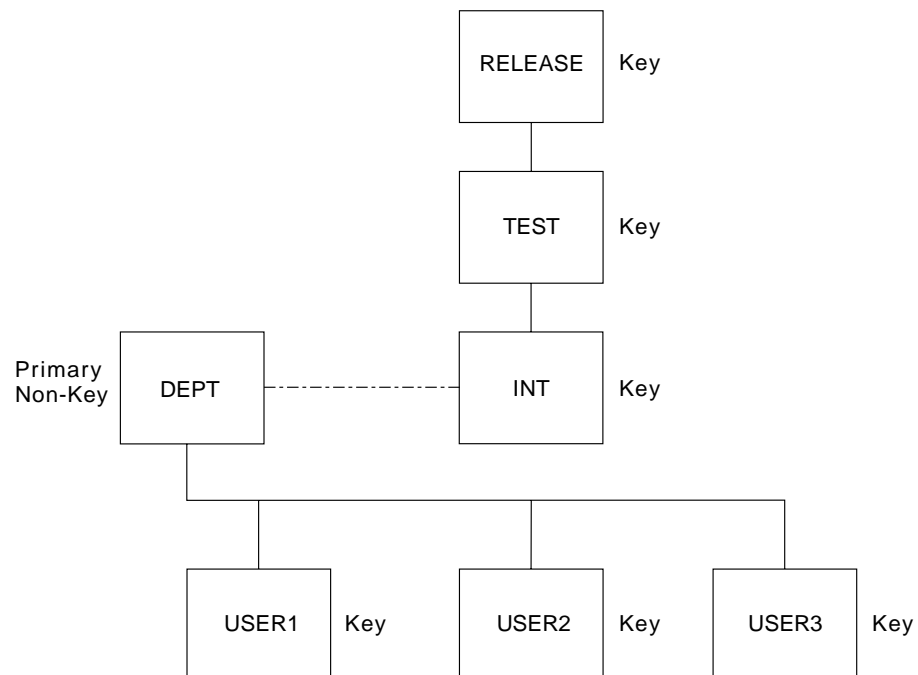 RELEASE Key
TEST Key
Primary
Non-Key
DEPT
INT Key
USER1 Key
USER2 Key
USER3 Key